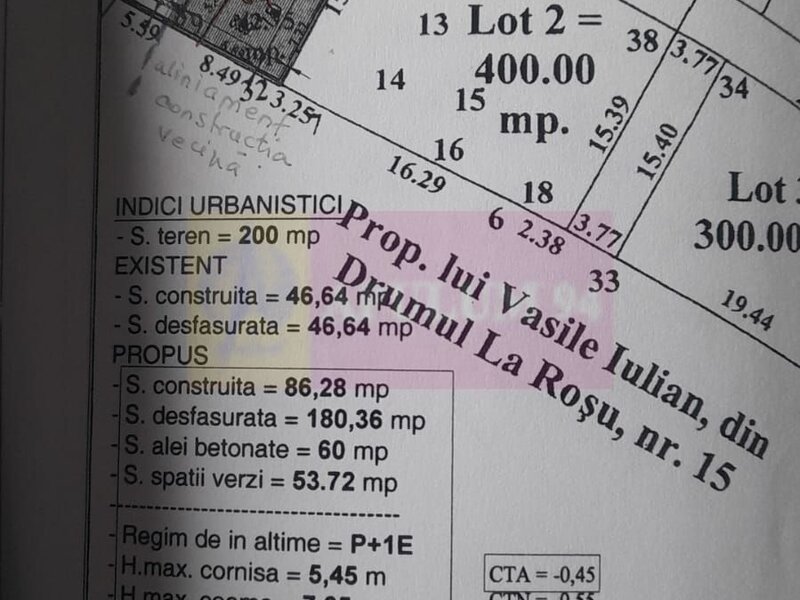 13
Lot 2 =
400.00
mp.
38
3.77
34
14
15
16
18
15.39
15.40
5.59
8.49
3.25
aliniament
constructia
vecină
16.29
6
2.38
3.77
33
Lot
300.00
19.44
Prop. lui Vasile Iulian, din
Drumul La Roșu, nr. 15
INDICI URBANISTICI
- S. teren = 200 mp
EXISTENT
- S. construita = 46,64 mp
- S. desfasurata = 46,64 mp
PROPUS
- S. construita = 86,28 mp
- S. desfasurata = 180,36 mp
- S. alei betonate = 60 mp
- S. spatii verzi = 53.72 mp
- Regim de in altime = P+1E
- H.max. cornisa = 5,45 m
CTA = -0,45